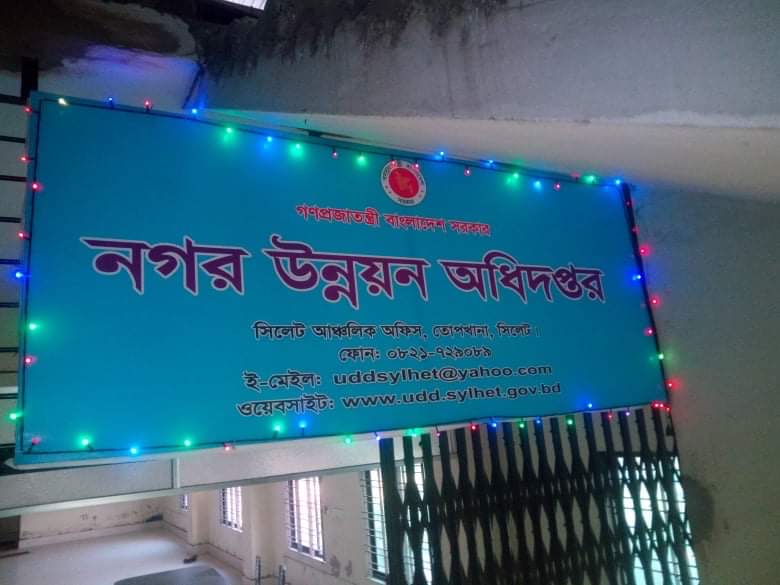 গণপ্রজাতন্ত্রী বাংলাদেশ সরকার
নগর উন্নয়ন অধিদপ্তর
সিলেট আঞ্চলিক অফিস, তোপখানা, সিলেট।
ফোন: ০৮২১-৭২৯০৮৯
ই-মেইল: uddsylhet@yahoo.com
ওয়েবসাইট: www.udd.sylhet.gov.bd